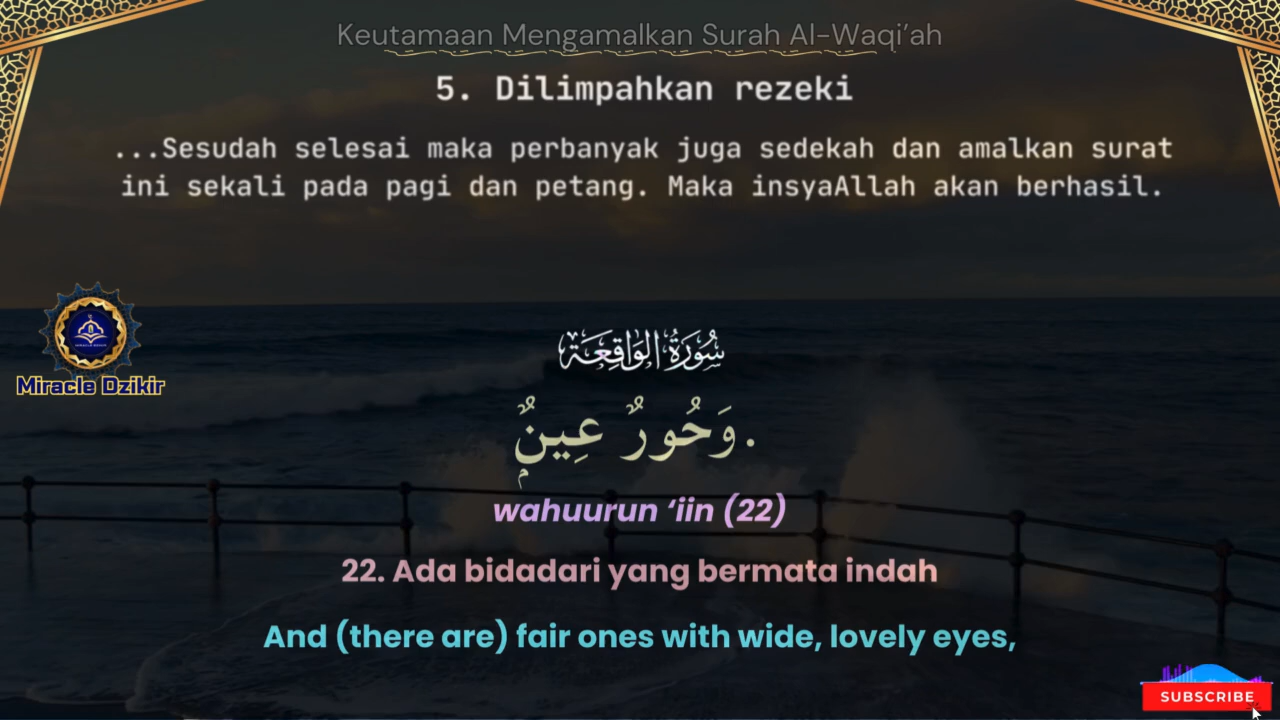 Keutamaan Mengamalkan Surah Al-Waqi’ah
5. Dilimpahkan rezeki
...Sesudah selesai maka perbanyak juga sedekah dan amalkan surat
ini sekali pada pagi dan petang. Maka insyaAllah akan berhasil.
Miracle Dzikir
سُورَةُ الوَاقِعَة
وَحُورٌ عِينٌۭ.
wahuurun ‘iin (22)
22. Ada bidadari yang bermata indah
And (there are) fair ones with wide, lovely eyes,
SUBSCRIBE